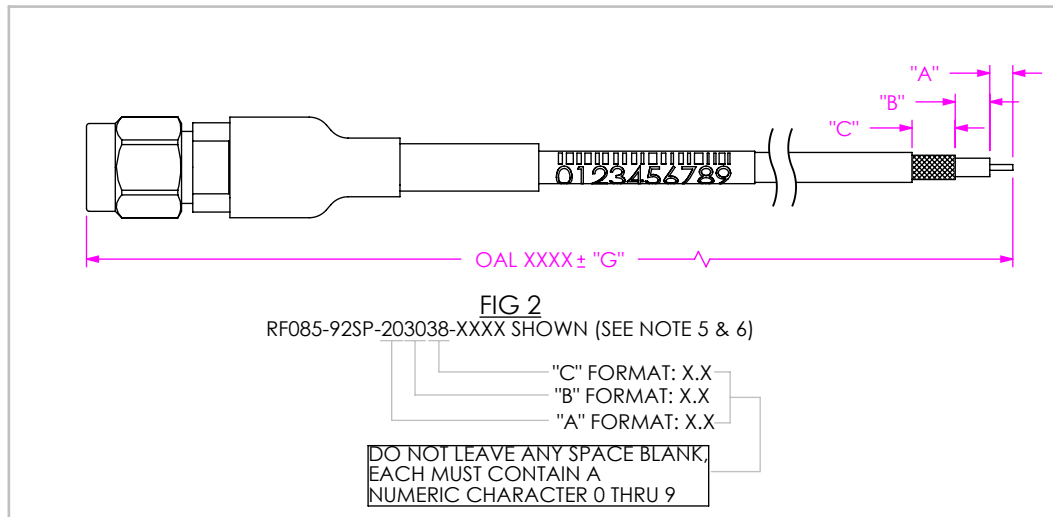 "A"
"B"
"C"
0123456789
OAL XXXX ± "G"
FIG 2
RF085-92SP-203038-XXXX SHOWN (SEE NOTE 5 & 6)
"C" FORMAT: X.X
"B" FORMAT: X.X
"A" FORMAT: X.X
DO NOT LEAVE ANY SPACE BLANK,
EACH MUST CONTAIN A
NUMERIC CHARACTER 0 THRU 9